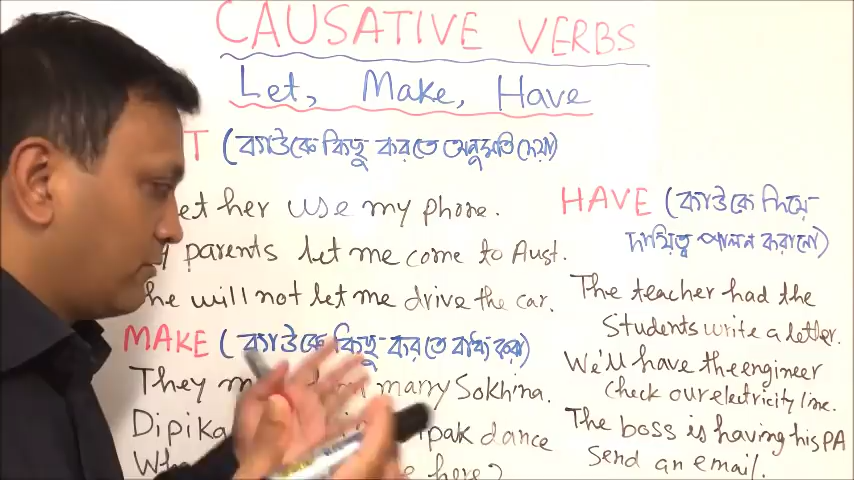 CAUSATIVE VERBS
Let, Make, Have
(কাউকে কিছু করতে অনুমতি দেয়া)
her use my phone.
parents let me come to Aust.
he will not let me drive the car.
MAKE (কাউকে কিছু করতে বাধ্য করা)
They marry Sokhina.
Dipika dance
here?
HAVE (কাউকে দিয়ে
দায়িত্ব পালন করানো)
The teacher had the
Students write a letter.
We'll have the engineer
check our electricity line.
The boss is having his PA
send an email.